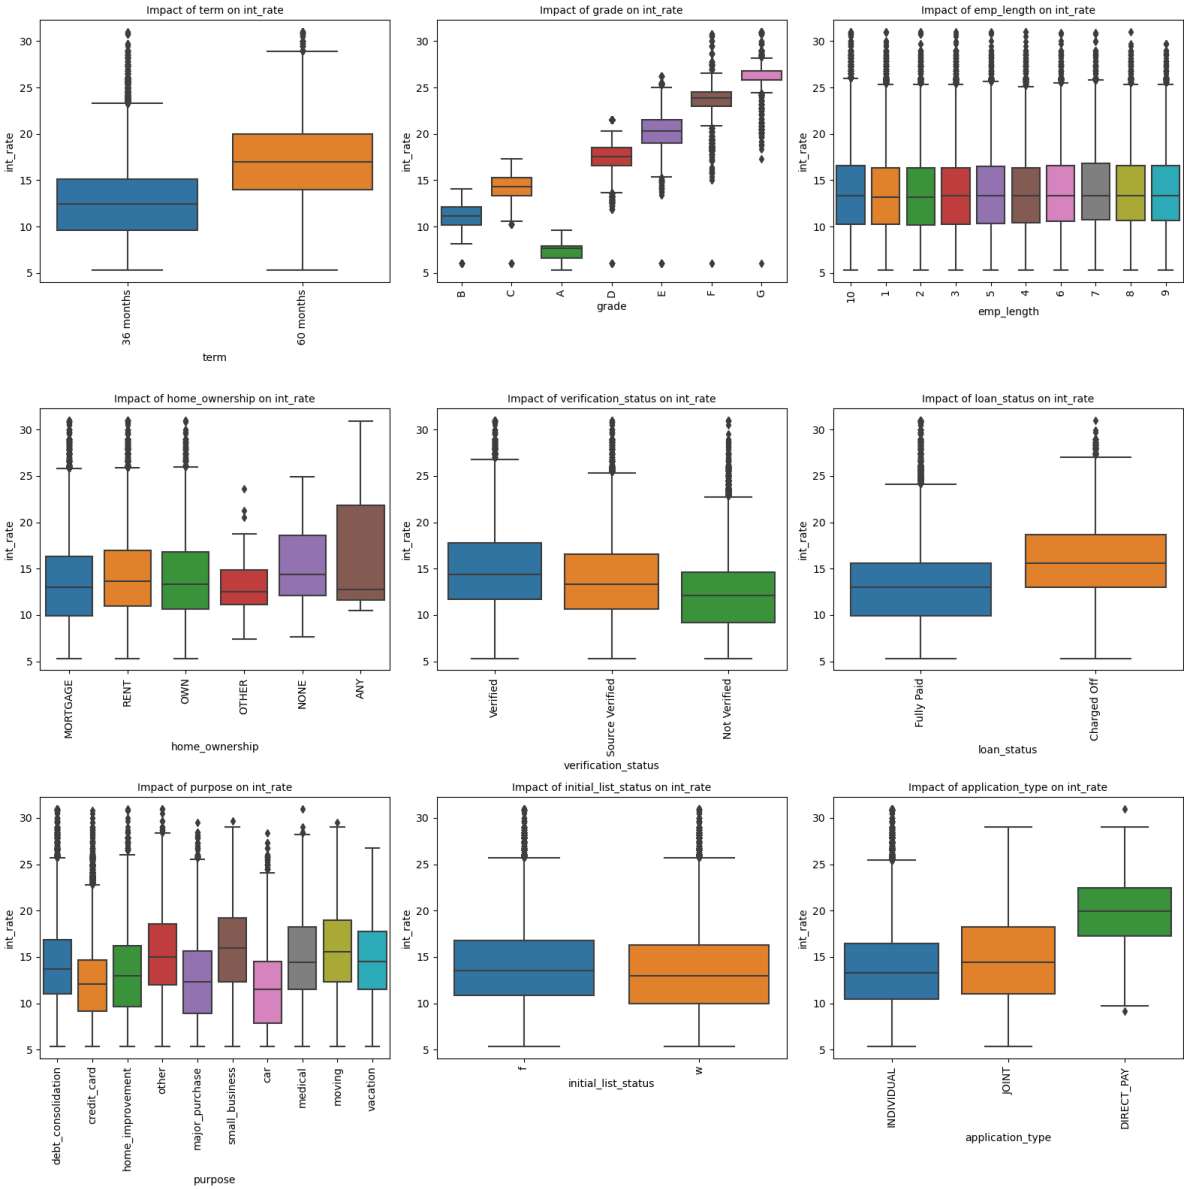 Impact of term on int_rate
int_rate
30
25
20
15
10
5
36 months
60 months
term
Impact of grade on int_rate
int_rate
30
25
20
15
10
5
B
C
A
D
E
F
G
grade
Impact of emp_length on int_rate
int_rate
30
25
20
15
10
5
10
1
2
3
5
4
6
7
8
9
emp_length
Impact of home_ownership on int_rate
int_rate
30
25
20
15
10
5
MORTGAGE
RENT
OWN
OTHER
NONE
ANY
home_ownership
Impact of verification_status on int_rate
int_rate
30
25
20
15
10
5
Verified
Source Verified
Not Verified
verification_status
Impact of loan_status on int_rate
int_rate
30
25
20
15
10
5
Fully Paid
Charged Off
loan_status
Impact of purpose on int_rate
int_rate
30
25
20
15
10
5
debt_consolidation
credit_card
home_improvement
other
major_purchase
small_business
car
medical
moving
vacation
purpose
Impact of initial_list_status on int_rate
int_rate
30
25
20
15
10
5
f
w
initial_list_status
Impact of application_type on int_rate
int_rate
30
25
20
15
10
5
INDIVIDUAL
JOINT
DIRECT_PAY
application_type